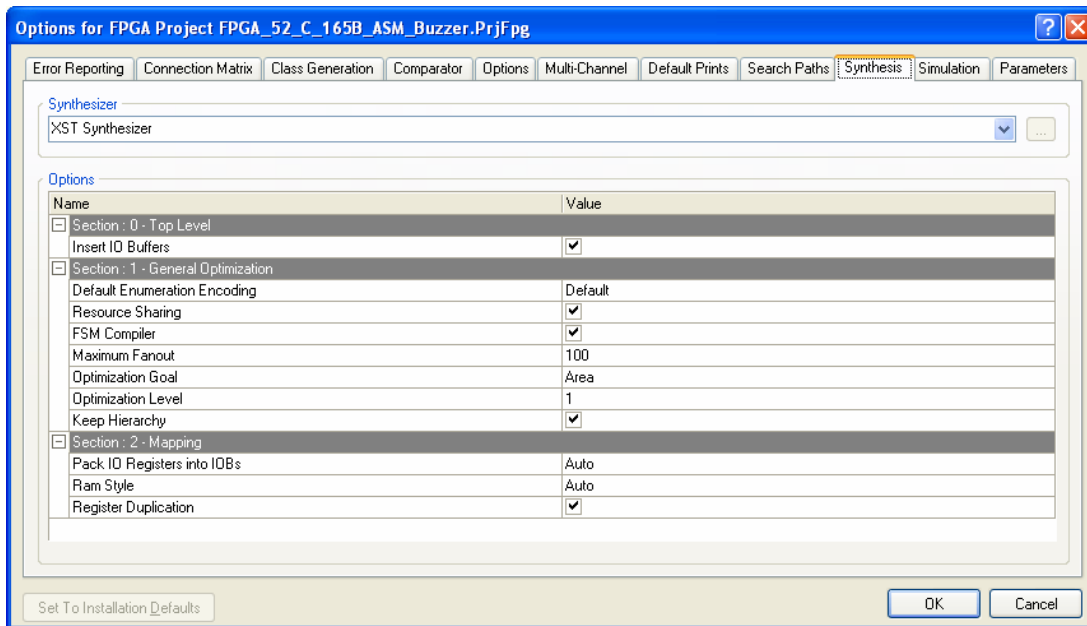 Options for FPGA Project FPGA_52_C_165B_ASM_Buzzer.PrjFpg
Error Reporting Connection Matrix Class Generation Comparator Options Multi-Channel Default Prints Search Paths Synthesis Simulation Parameters
Synthesizer
XST Synthesizer
...
Options
Name Value
Section : 0 - Top Level
Insert IO Buffers
Section : 1 - General Optimization
Default Enumeration Encoding Default
Resource Sharing
FSM Compiler
Maximum Fanout 100
Optimization Goal Area
Optimization Level 1
Keep Hierarchy
Section : 2 - Mapping
Pack IO Registers into IOBs Auto
Ram Style Auto
Register Duplication
Set To Installation Defaults OK Cancel